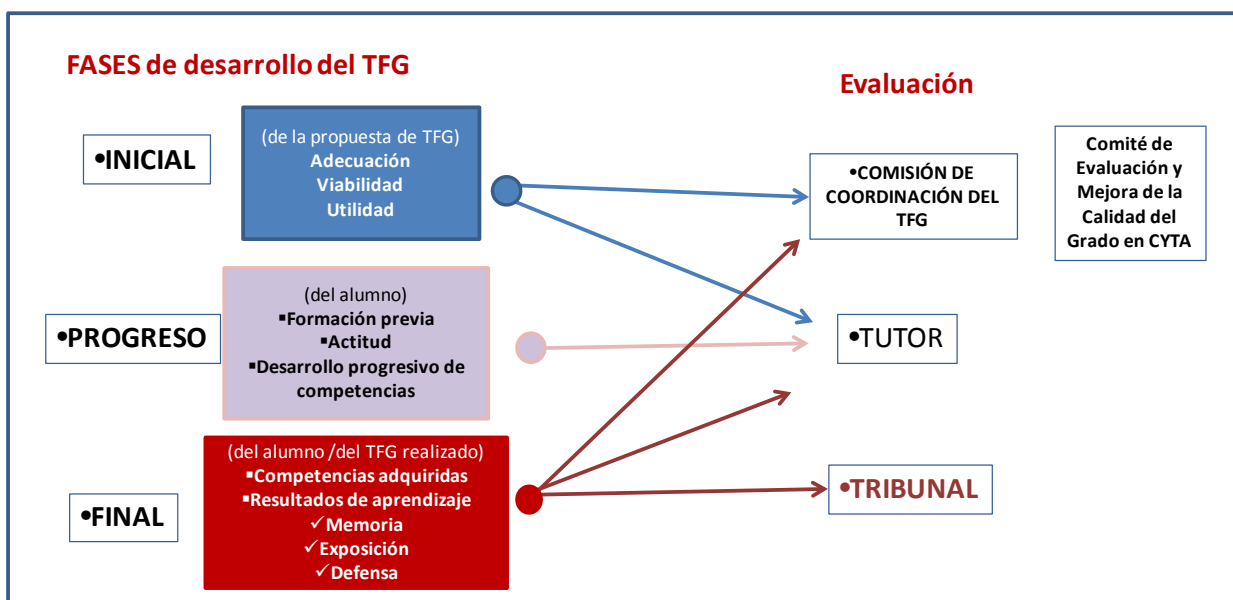 FASES de desarrollo del TFG
Evaluación
•INICIAL
(de la propuesta de TFG)
Adecuación
Viabilidad
Utilidad
•COMISIÓN DE
COORDINACIÓN DEL
TFG
Comité de
Evaluación y
Mejora de la
Calidad del
Grado en CYTA
•PROGRESO
(del alumno)
▪Formación previa
▪Actitud
▪Desarrollo progresivo de
competencias
•TUTOR
•FINAL
(del alumno /del TFG realizado)
▪Competencias adquiridas
▪Resultados de aprendizaje
✓Memoria
✓Exposición
✓Defensa
•TRIBUNAL